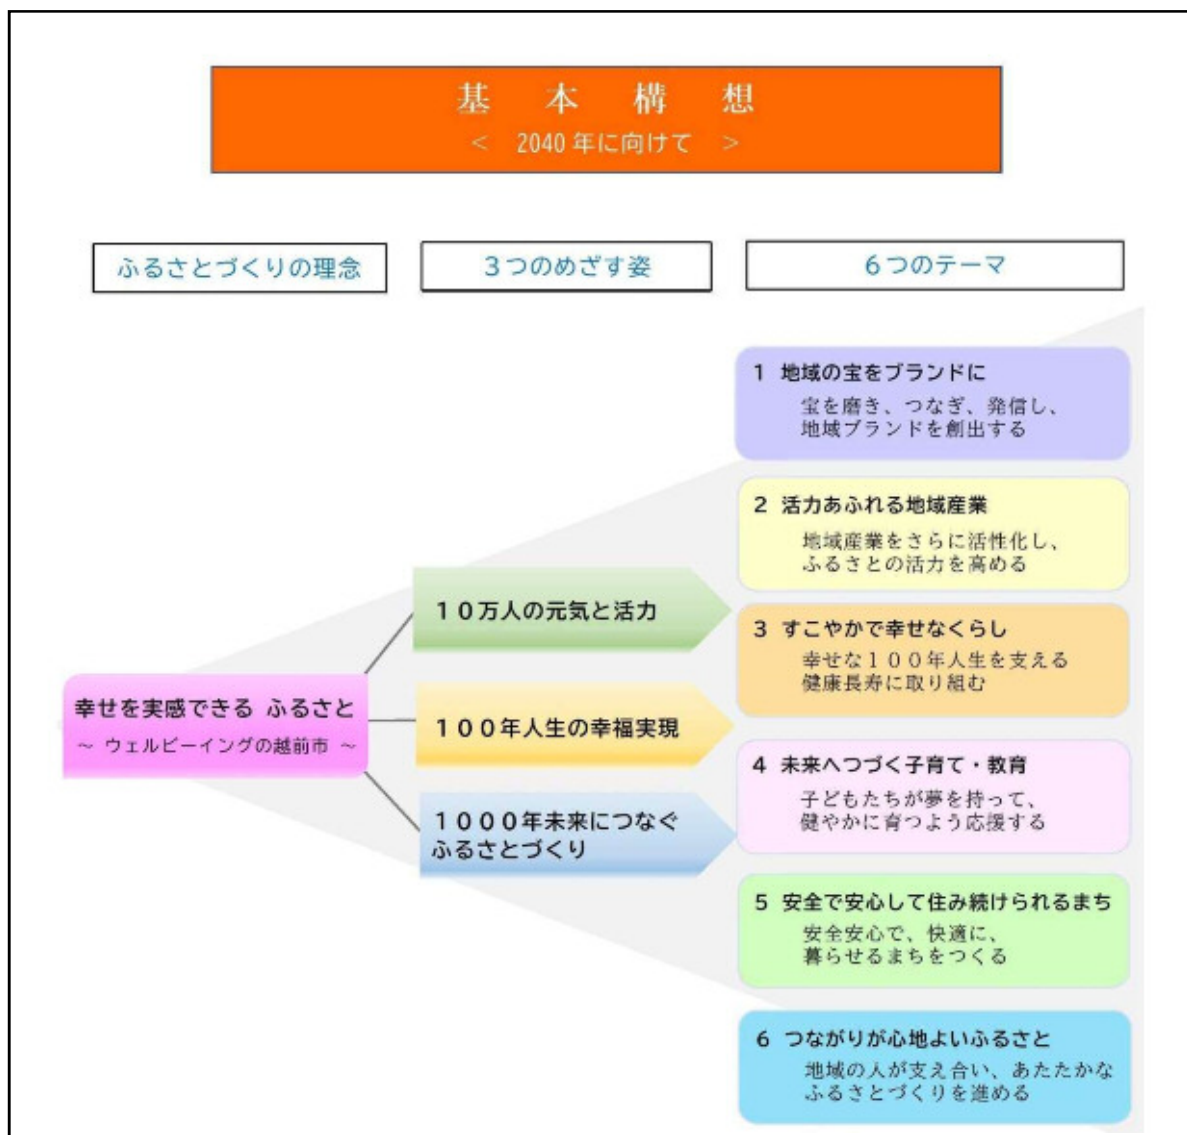 基本構想
＜ 2040年に向けて ＞
ふるさとづくりの理念
３つのめざす姿
６つのテーマ
幸せを実感できる ふるさと
～ ウェルビーイングの越前市 ～
１０万人の元気と活力
１００年人生の幸福実現
１０００年未来につなぐ
ふるさとづくり
1 地域の宝をブランドに
宝を磨き、つなぎ、発信し、
地域ブランドを創出する
2 活力あふれる地域産業
地域産業をさらに活性化し、
ふるさとの活力を高める
3 すこやかで幸せなくらし
幸せな１００年人生を支える
健康長寿に取り組む
4 未来へつづく子育て・教育
子どもたちが夢を持って、
健やかに育つよう応援する
5 安全で安心して住み続けられるまち
安全安心で、快適に、
暮らせるまちをつくる
6 つながりが心地よいふるさと
地域の人が支え合い、あたたかな
ふるさとづくりを進める